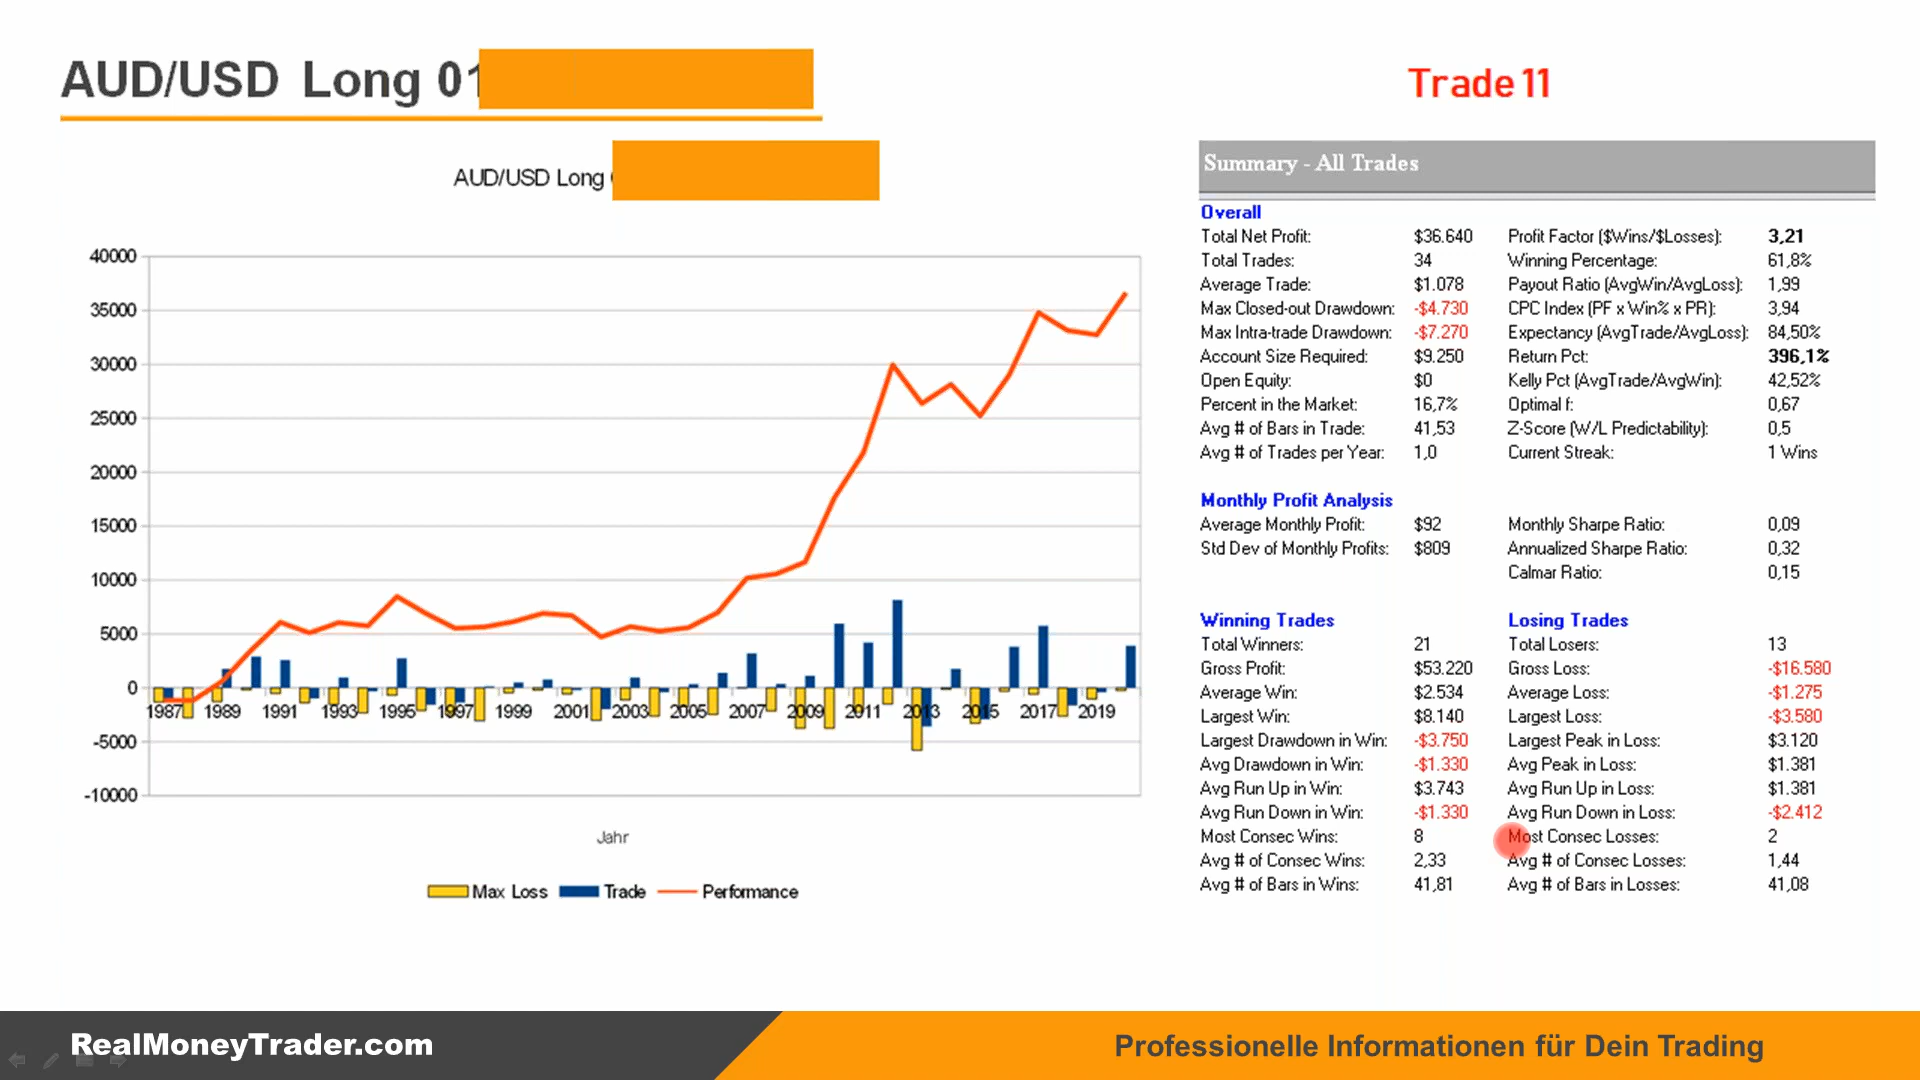 AUD/USD Long 01
Trade 11
AUD/USD Long
40000
35000
30000
25000
20000
15000
10000
5000
0
-5000
-10000
1987 1989 1991 1993 1995 1997 1999 2001 2003 2005 2007 2009 2011 2013 2015 2017 2019
Jahr
Max Loss Trade Performance
Summary - All Trades
Overall
Total Net Profit: $36.640 Profit Factor ($Wins/$Losses): 3,21
Total Trades: 34 Winning Percentage: 61,8%
Average Trade: $1.078 Payout Ratio (AvgWin/AvgLoss): 1,99
Max Closed-out Drawdown: -$4.730 CPC Index (PF x Win% x PR): 3,94
Max Intra-trade Drawdown: -$7.270 Expectancy (AvgTrade/AvgLoss): 84,50%
Account Size Required: $9.250 Return Pct: 396,1%
Open Equity: $0 Kelly Pct (AvgTrade/AvgWin): 42,52%
Percent in the Market: 16,7% Optimal f: 0,67
Avg # of Bars in Trade: 41,53 Z-Score (W/L Predictability): 0,5
Avg # of Trades per Year: 1,0 Current Streak: 1 Wins
Monthly Profit Analysis
Average Monthly Profit: $92 Monthly Sharpe Ratio: 0,09
Std Dev of Monthly Profits: $809 Annualized Sharpe Ratio: 0,32
Calmar Ratio: 0,15
Winning Trades Losing Trades
Total Winners: 21 Total Losers: 13
Gross Profit: $53.220 Gross Loss: -$16.580
Average Win: $2.534 Average Loss: -$1.275
Largest Win: $8.140 Largest Loss: -$3.580
Largest Drawdown in Win: -$3.750 Largest Peak in Loss: $3.120
Avg Drawdown in Win: -$1.330 Avg Peak in Loss: $1.381
Avg Run Up in Win: $3.743 Avg Run Up in Loss: $1.381
Avg Run Down in Win: -$1.330 Avg Run Down in Loss: -$2.412
Most Consec Wins: 8 Most Consec Losses: 2
Avg # of Consec Wins: 2,33 Avg # of Consec Losses: 1,44
Avg # of Bars in Wins: 41,81 Avg # of Bars in Losses: 41,08
RealMoneyTrader.com
Professionelle Informationen für Dein Trading